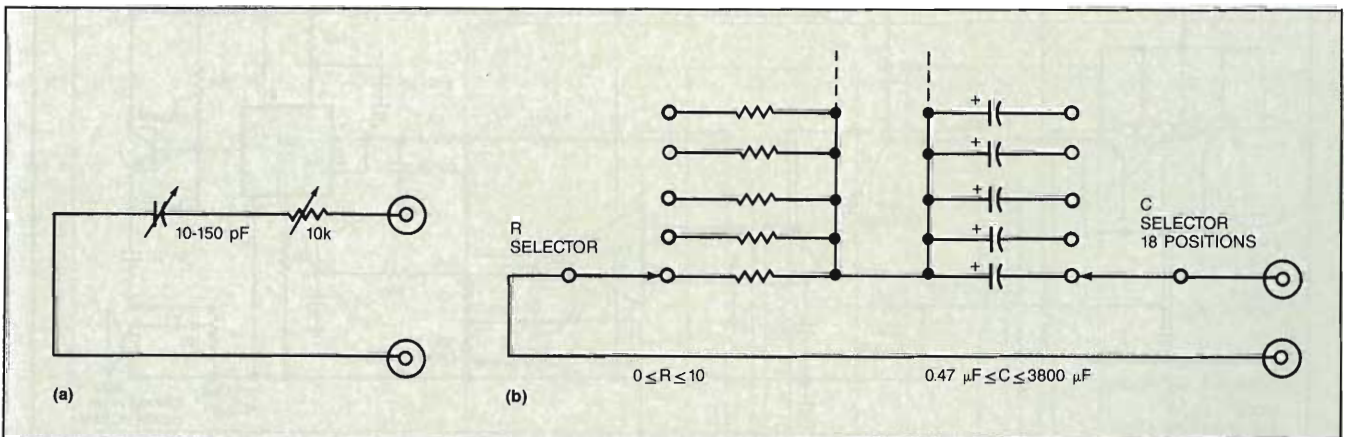 10-150 pF
10k
(a)
R
SELECTOR
+
+
+
+
+
C
SELECTOR
18 POSITIONS
0≤R≤10
0.47 μF≤C≤3800 μF
(b)